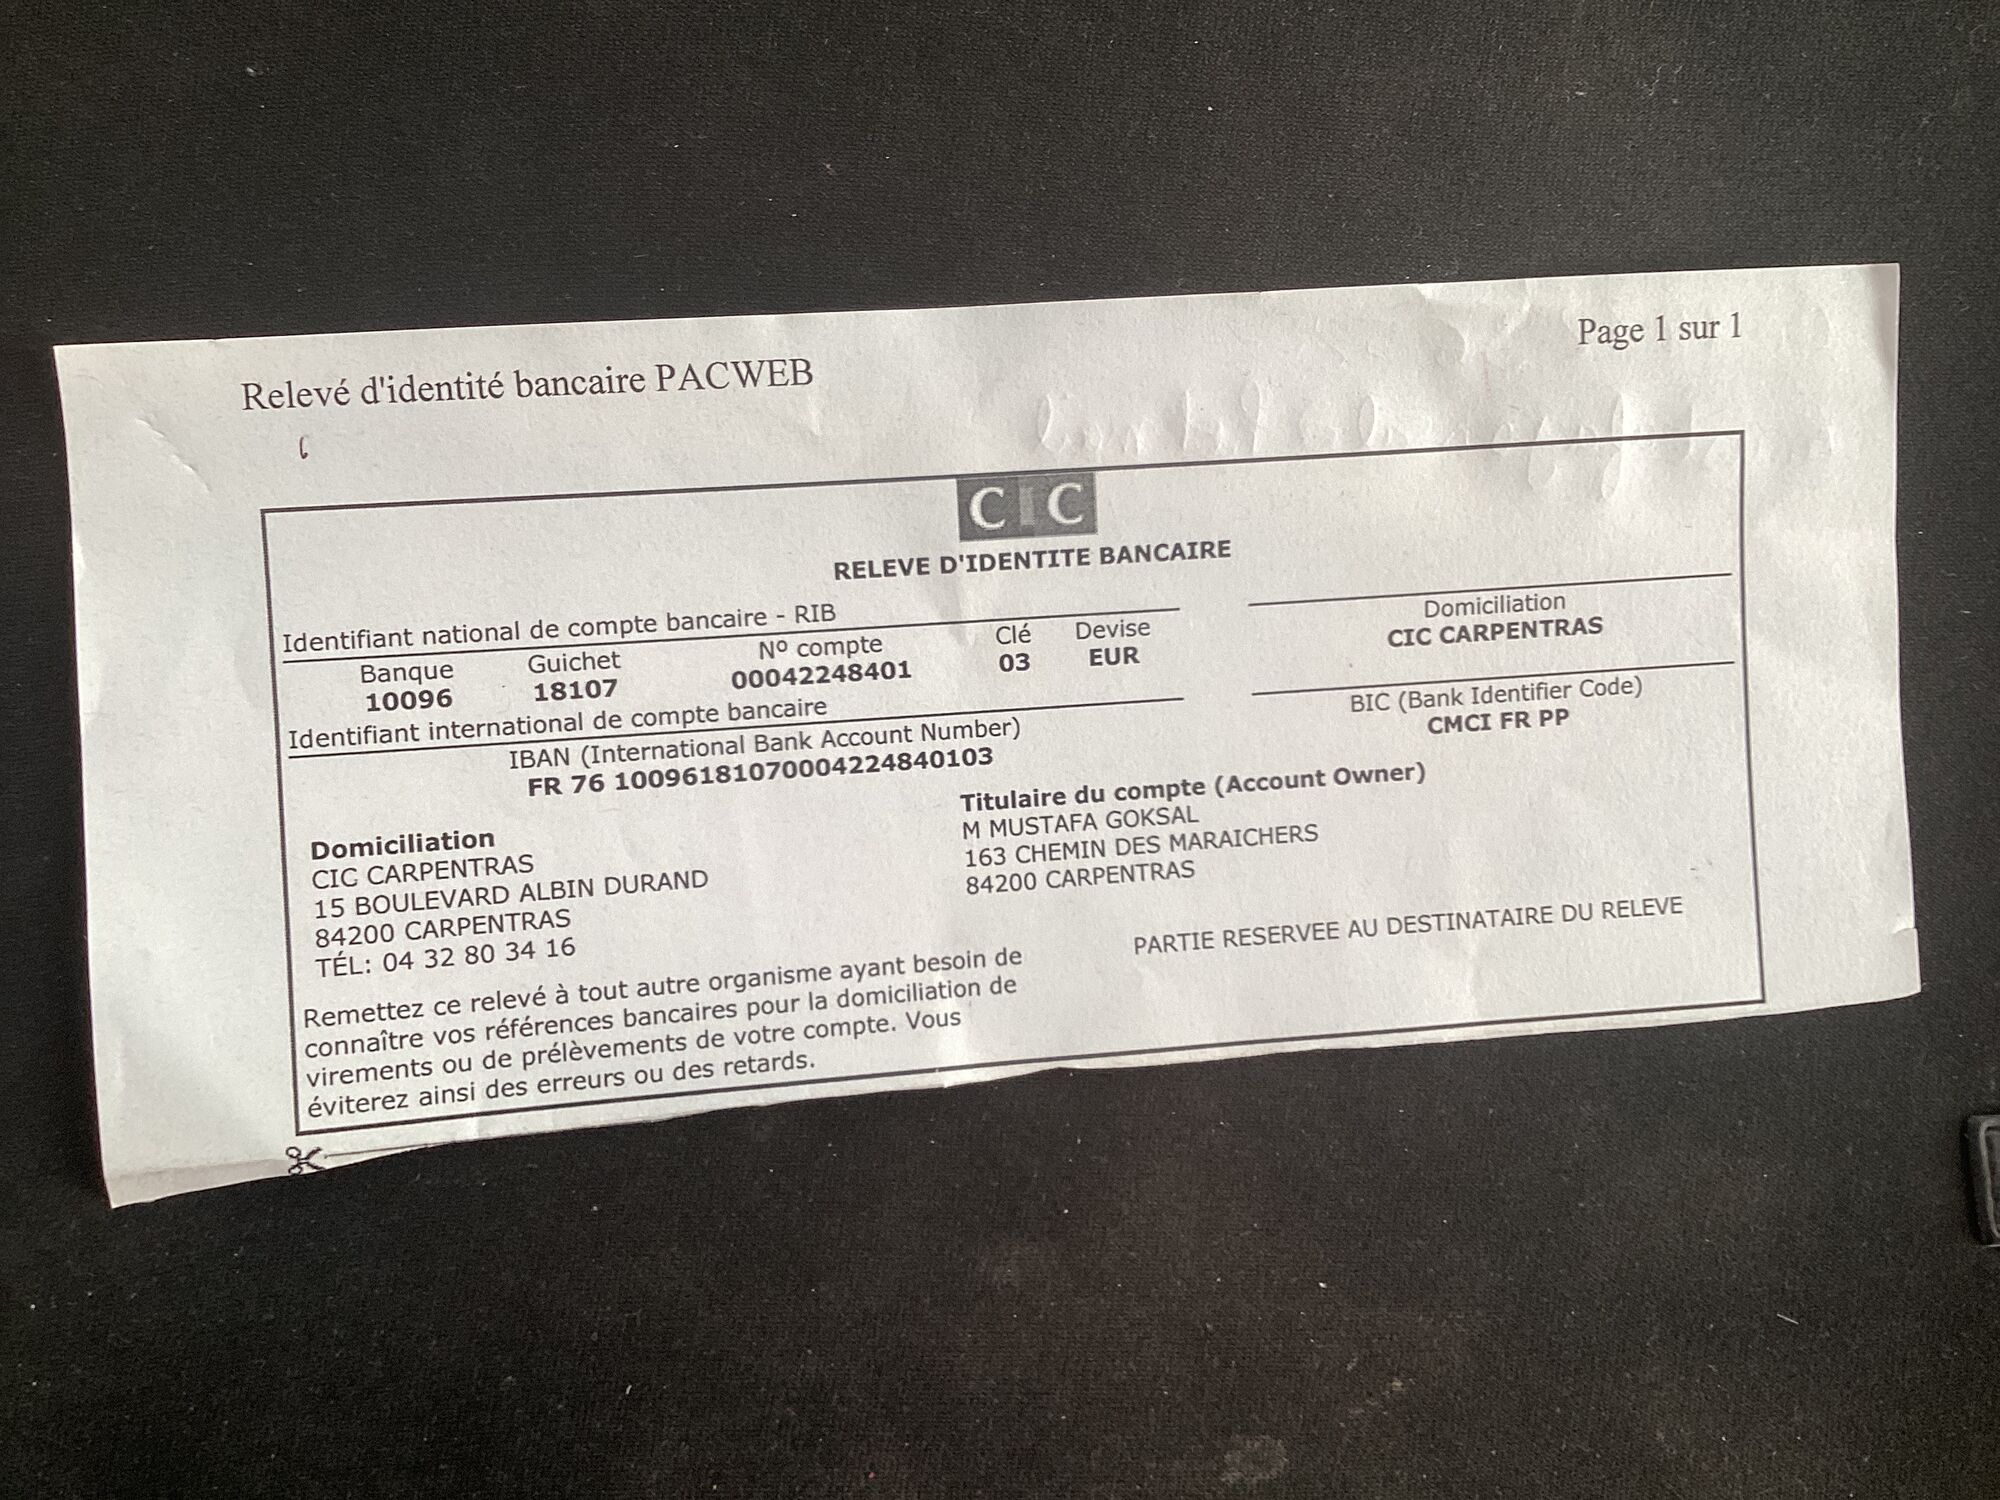 Relevé d'identité bancaire PACWEB
Page 1 sur 1
CIC
RELEVE D'IDENTITE BANCAIRE
Identifiant national de compte bancaire - RIB
Banque Guichet Nº compte Clé Devise
10096 18107 00042248401 03 EUR
Domiciliation
CIC CARPENTRAS
Identifiant international de compte bancaire
IBAN (International Bank Account Number)
FR 76 10096181070004224840103
BIC (Bank Identifier Code)
CMCI FR PP
Domiciliation
CIC CARPENTRAS
15 BOULEVARD ALBIN DURAND
84200 CARPENTRAS
TÉL: 04 32 80 34 16
Titulaire du compte (Account Owner)
M MUSTAFA GOKSAL
163 CHEMIN DES MARAICHERS
84200 CARPENTRAS
Remettez ce relevé à tout autre organisme ayant besoin de
connaître vos références bancaires pour la domiciliation de
virements ou de prélèvements de votre compte. Vous
éviterez ainsi des erreurs ou des retards.
PARTIE RESERVEE AU DESTINATAIRE DU RELEVE